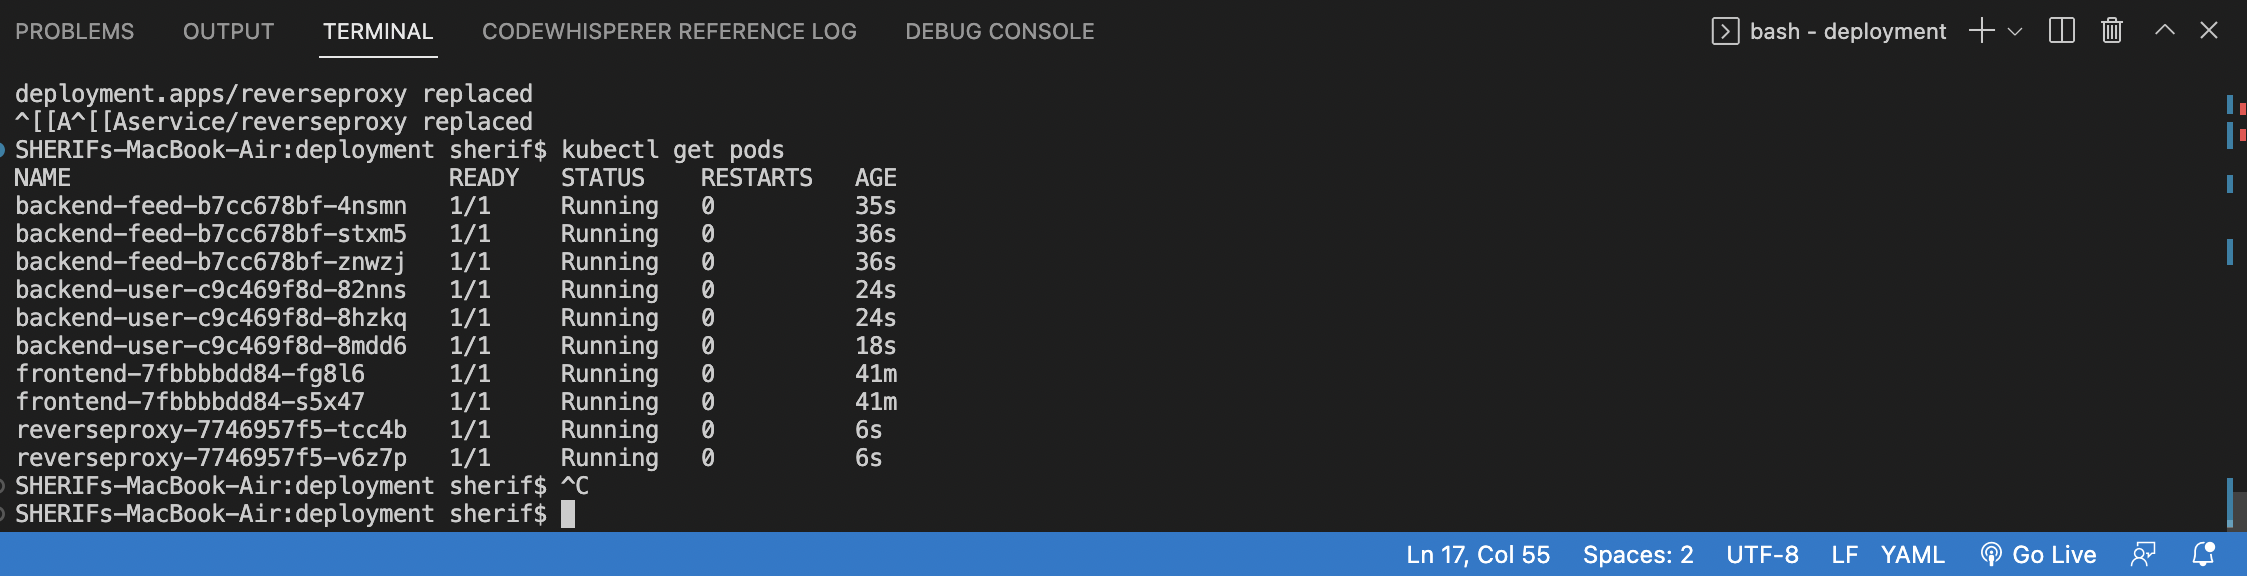 PROBLEMS OUTPUT TERMINAL CODEWHISPERER REFERENCE LOG DEBUG CONSOLE bash - deployment
deployment.apps/reverseproxy replaced
^[[A^[[Aservice/reverseproxy replaced
SHERIFs-MacBook-Air:deployment sherif$ kubectl get pods
NAME READY STATUS RESTARTS AGE
backend-feed-b7cc678bf-4nsmn 1/1 Running 0 35s
backend-feed-b7cc678bf-stxm5 1/1 Running 0 36s
backend-feed-b7cc678bf-znwzj 1/1 Running 0 36s
backend-user-c9c469f8d-82nns 1/1 Running 0 24s
backend-user-c9c469f8d-8hzkq 1/1 Running 0 24s
backend-user-c9c469f8d-8mdd6 1/1 Running 0 18s
frontend-7fbbbbdd84-fg8l6 1/1 Running 0 41m
frontend-7fbbbbdd84-s5x47 1/1 Running 0 41m
reverseproxy-7746957f5-tcc4b 1/1 Running 0 6s
reverseproxy-7746957f5-v6z7p 1/1 Running 0 6s
SHERIFs-MacBook-Air:deployment sherif$ ^C
SHERIFs-MacBook-Air:deployment sherif$
Ln 17, Col 55 Spaces: 2 UTF-8 LF YAML Go Live